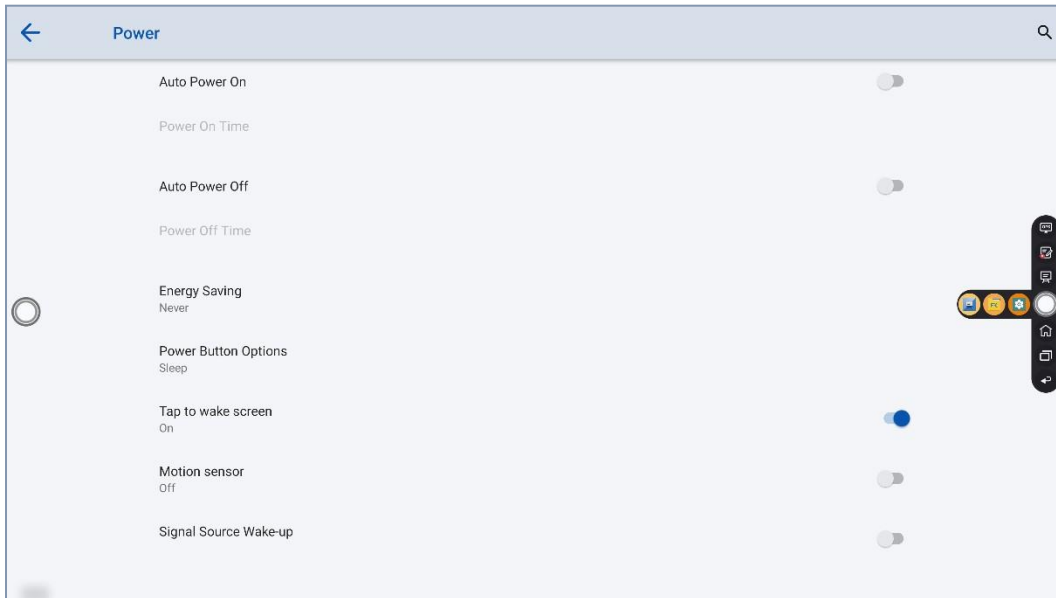 Power
Auto Power On
Power On Time
Auto Power Off
Power Off Time
Energy Saving
Never
Power Button Options
Sleep
Tap to wake screen
On
Motion sensor
Off
Signal Source Wake-up